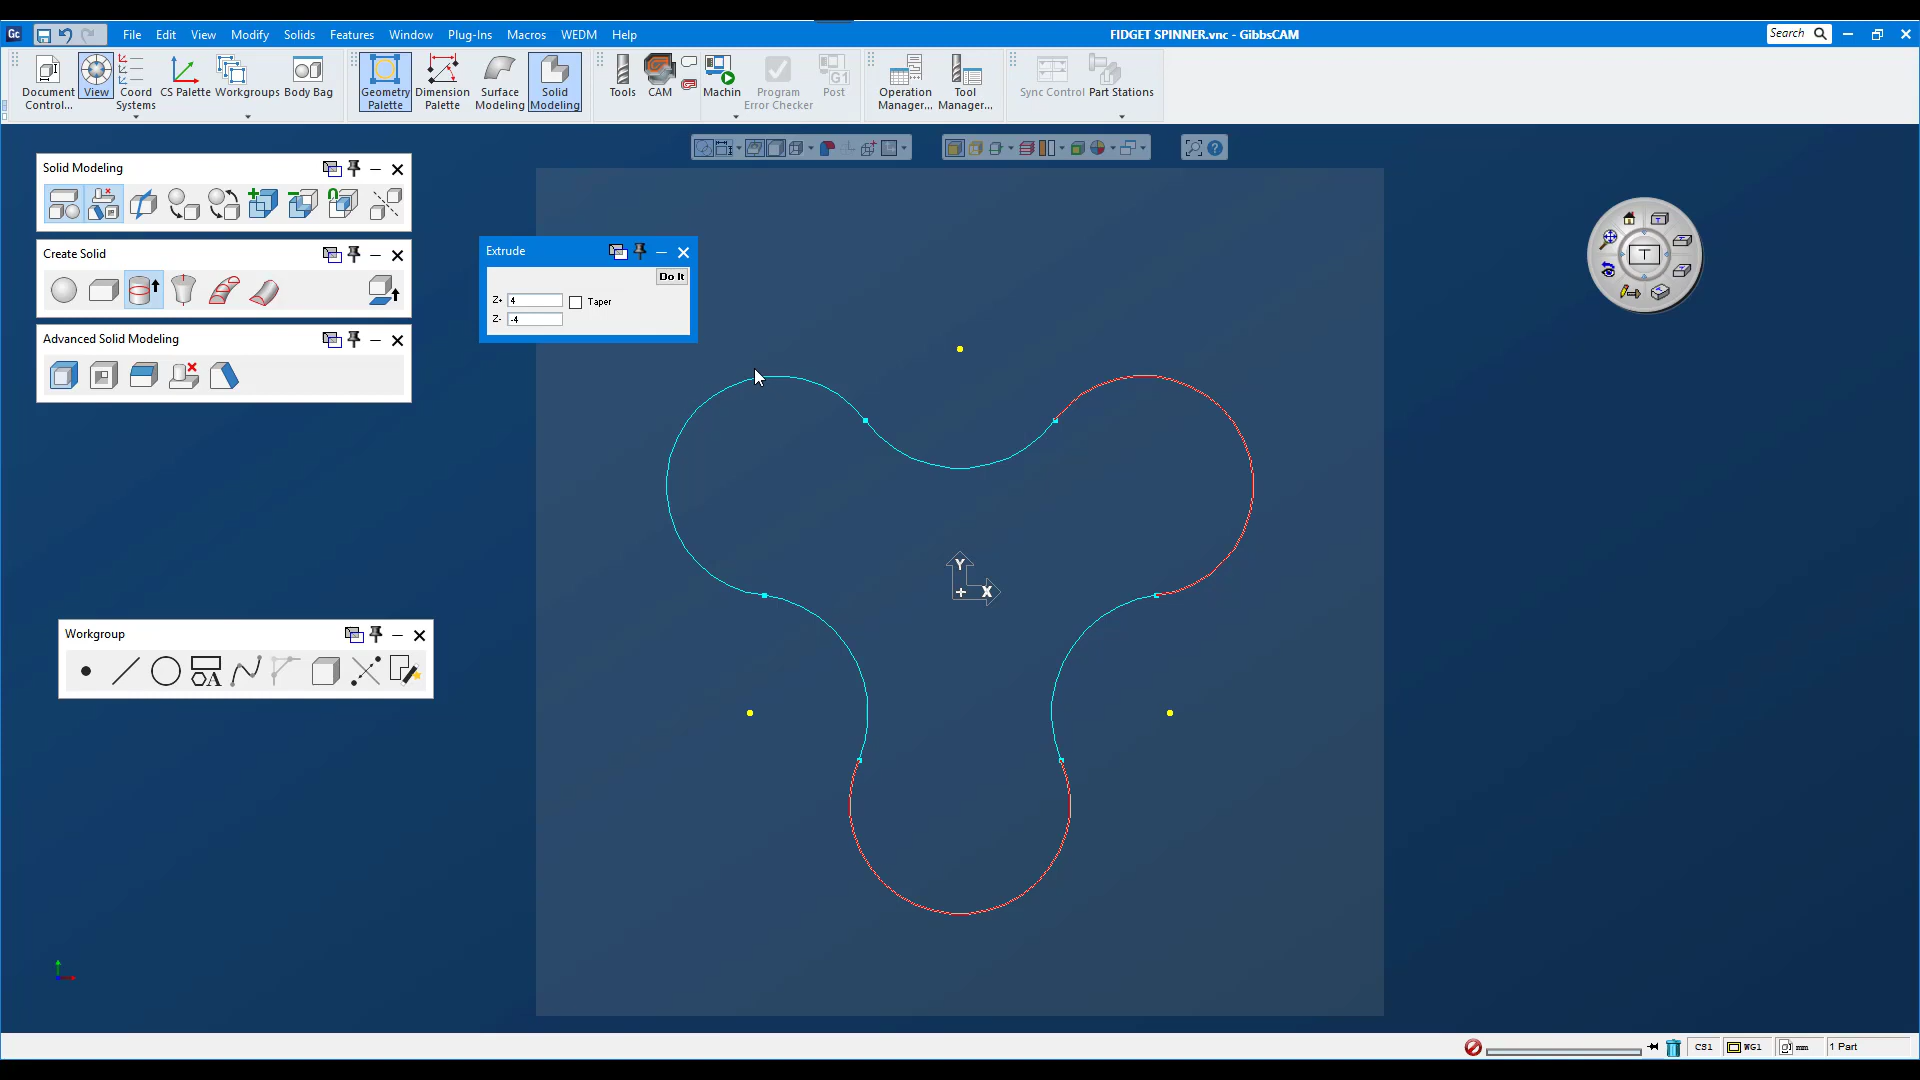 Gc File Edit View Modify Solids Features Window Plug-Ins Macros WEDM Help FIDGET SPINNER.vnc - GibbsCAM Search
Document Control... View Coord Systems CS Palette Workgroups Body Bag Geometry Palette Dimension Palette Surface Modeling Solid Modeling Tools CAM Machin Program Error Checker G1 Post Operation Manager... Tool Manager... Sync Control Part Stations
Solid Modeling
Extrude
Do It
Create Solid
Z+ 4 Taper
Z- -4
Advanced Solid Modeling
T
Y
X
Workgroup
A
CS1 WG1 mm 1 Part